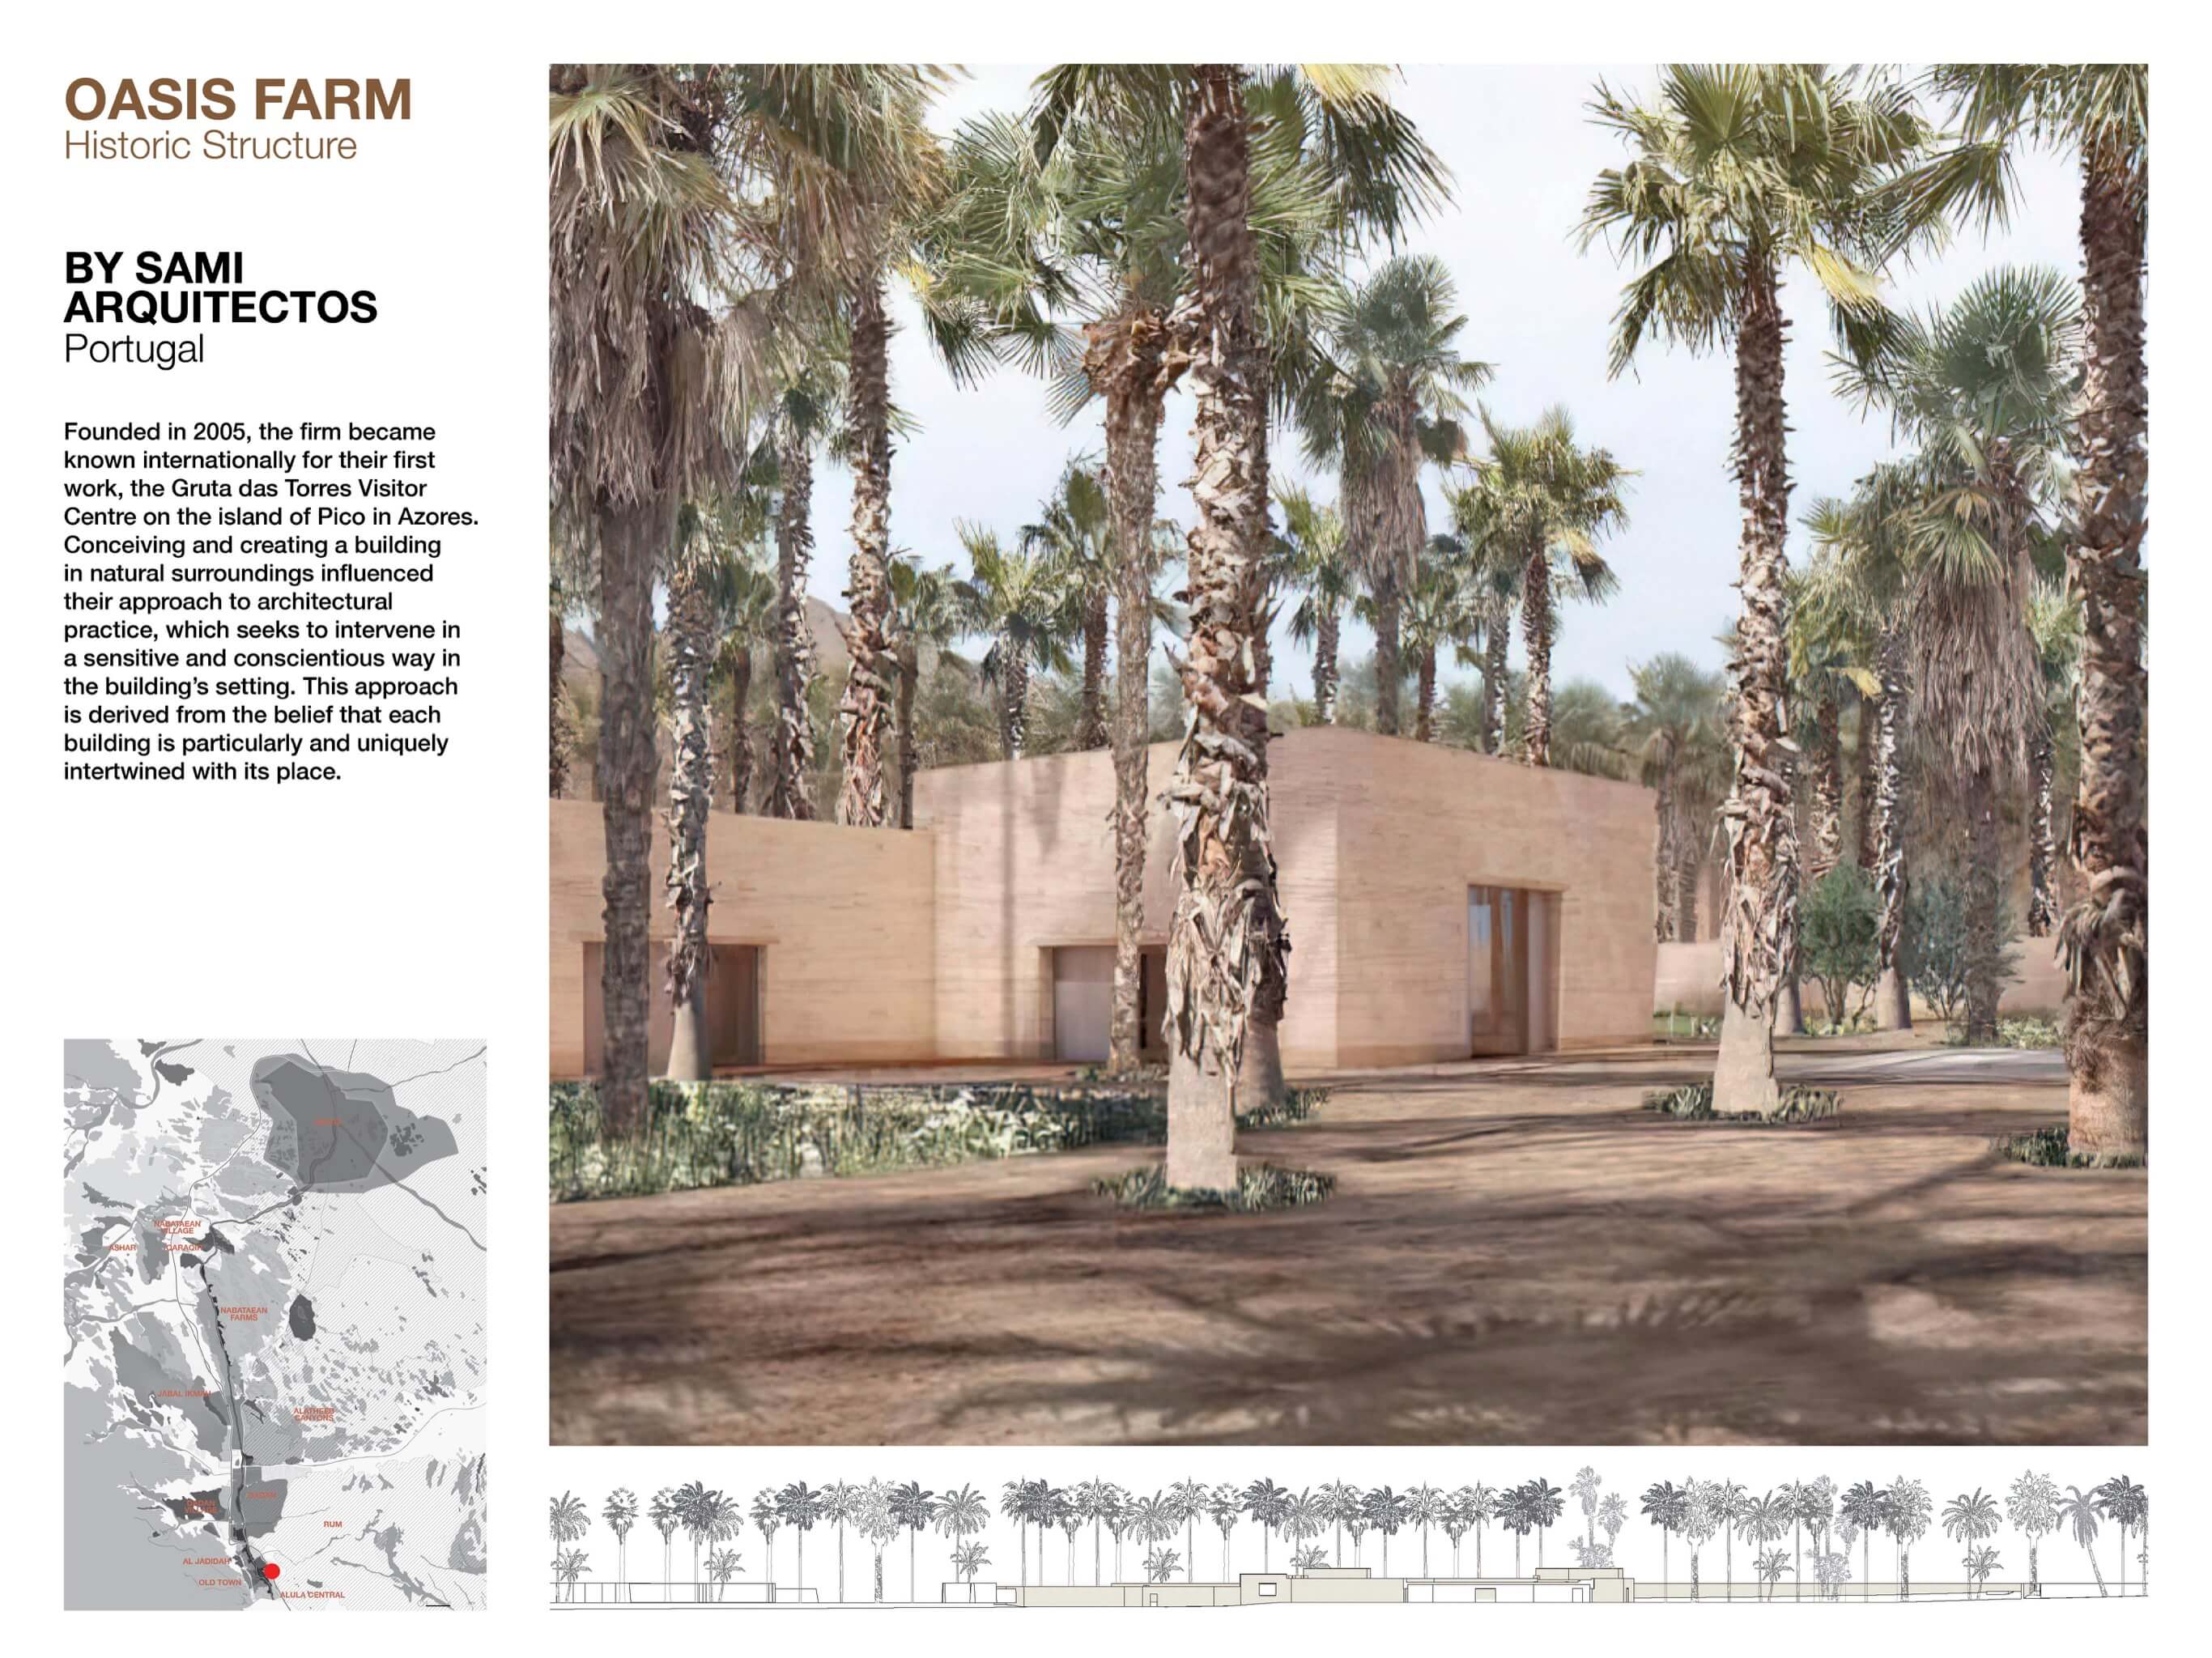 OASIS FARM
Historic Structure
BY SAMI
ARQUITECTOS
Portugal
Founded in 2005, the firm became
known internationally for their first
work, the Gruta das Torres Visitor
Centre on the island of Pico in Azores.
Conceiving and creating a building
in natural surroundings influenced
their approach to architectural
practice, which seeks to intervene in
a sensitive and conscientious way in
the building’s setting. This approach
is derived from the belief that each
building is particularly and uniquely
intertwined with its place.
NABATAEAN
VILLAGE
ASHAR
QARAQIR
NABATAEAN
FARMS
JABAL IKMAH
ALATHEEB
CANYONS
RUM
AL JADIDAH
OLD TOWN
ALULA CENTRAL